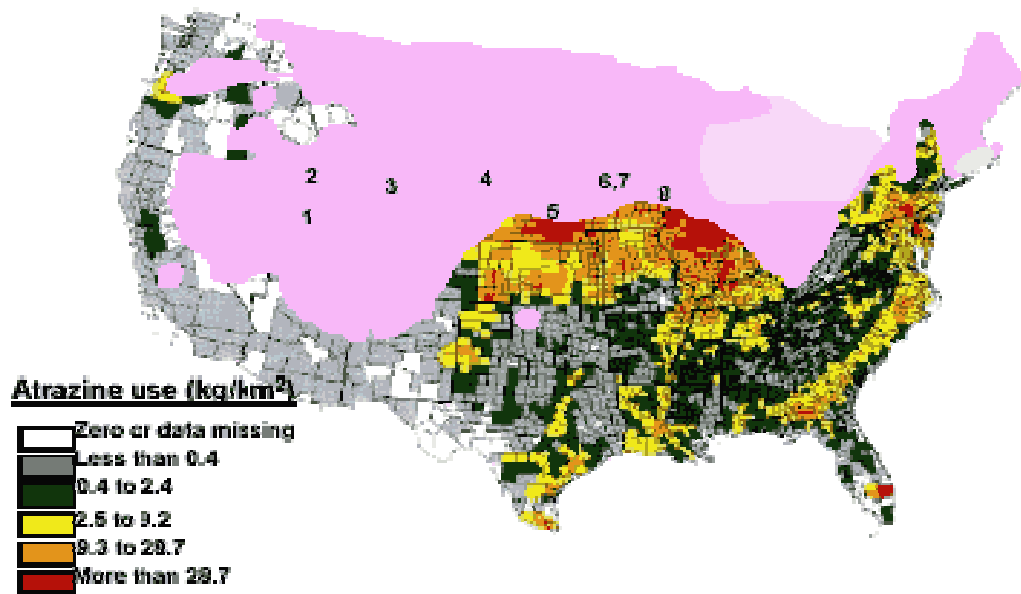 2
3
4
6,7
8
1
5
Atrazine use (kg/km²)
Zero or data missing
Less than 0.4
0.4 to 2.4
2.5 to 9.2
9.3 to 28.7
More than 28.7